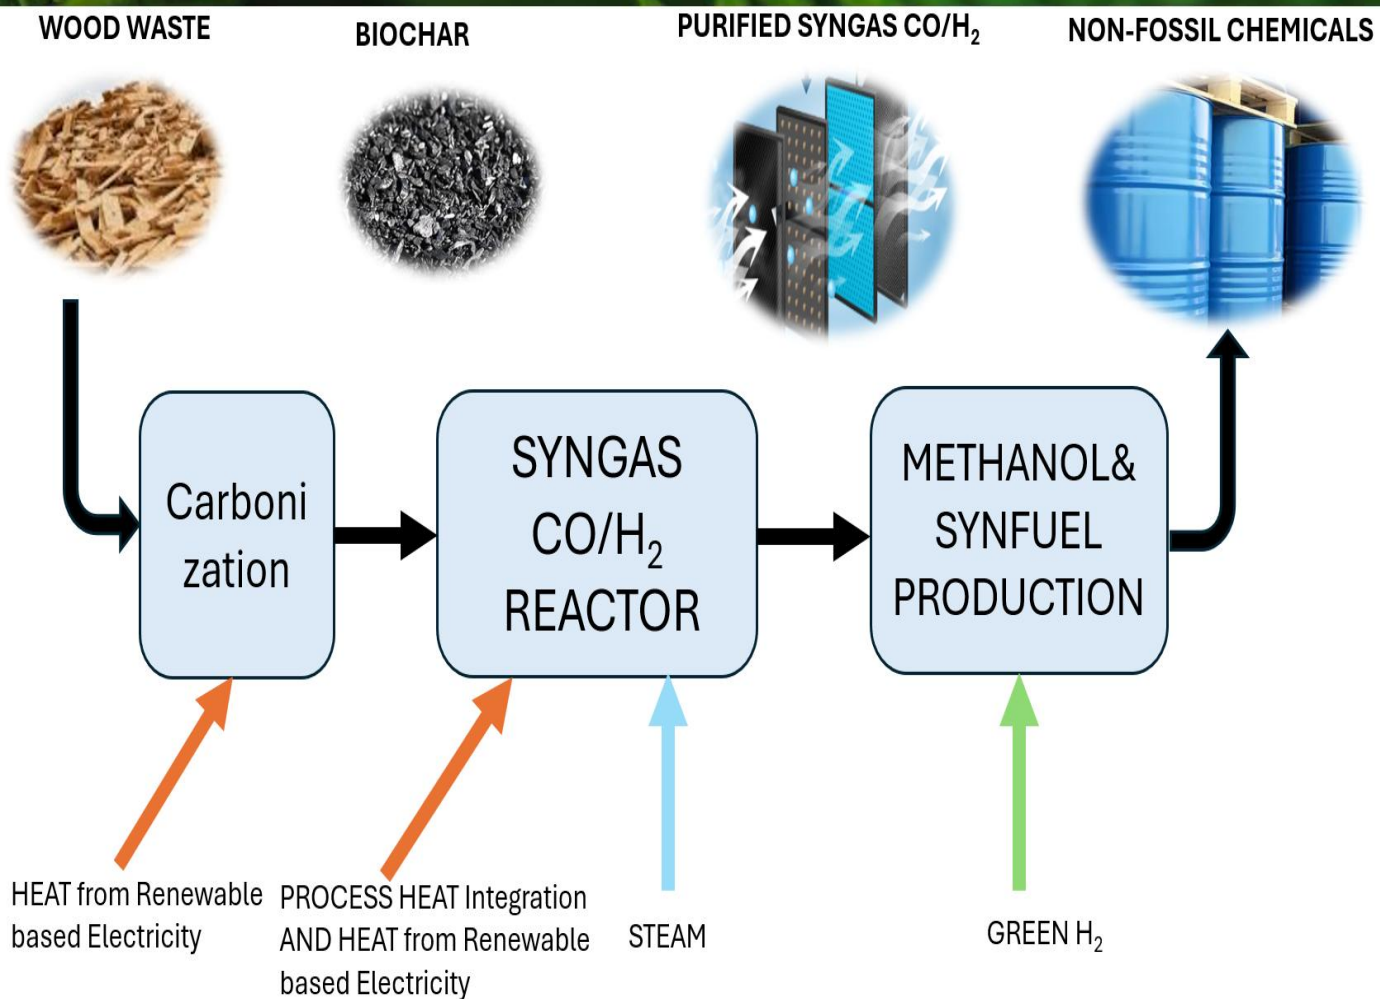 WOOD WASTE
BIOCHAR
PURIFIED SYNGAS CO/H₂
NON-FOSSIL CHEMICALS
Carboni
zation
SYNGAS
CO/H₂
REACTOR
METHANOL&
SYNFUEL
PRODUCTION
HEAT from Renewable
based Electricity
PROCESS HEAT Integration
AND HEAT from Renewable
based Electricity
STEAM
GREEN H₂